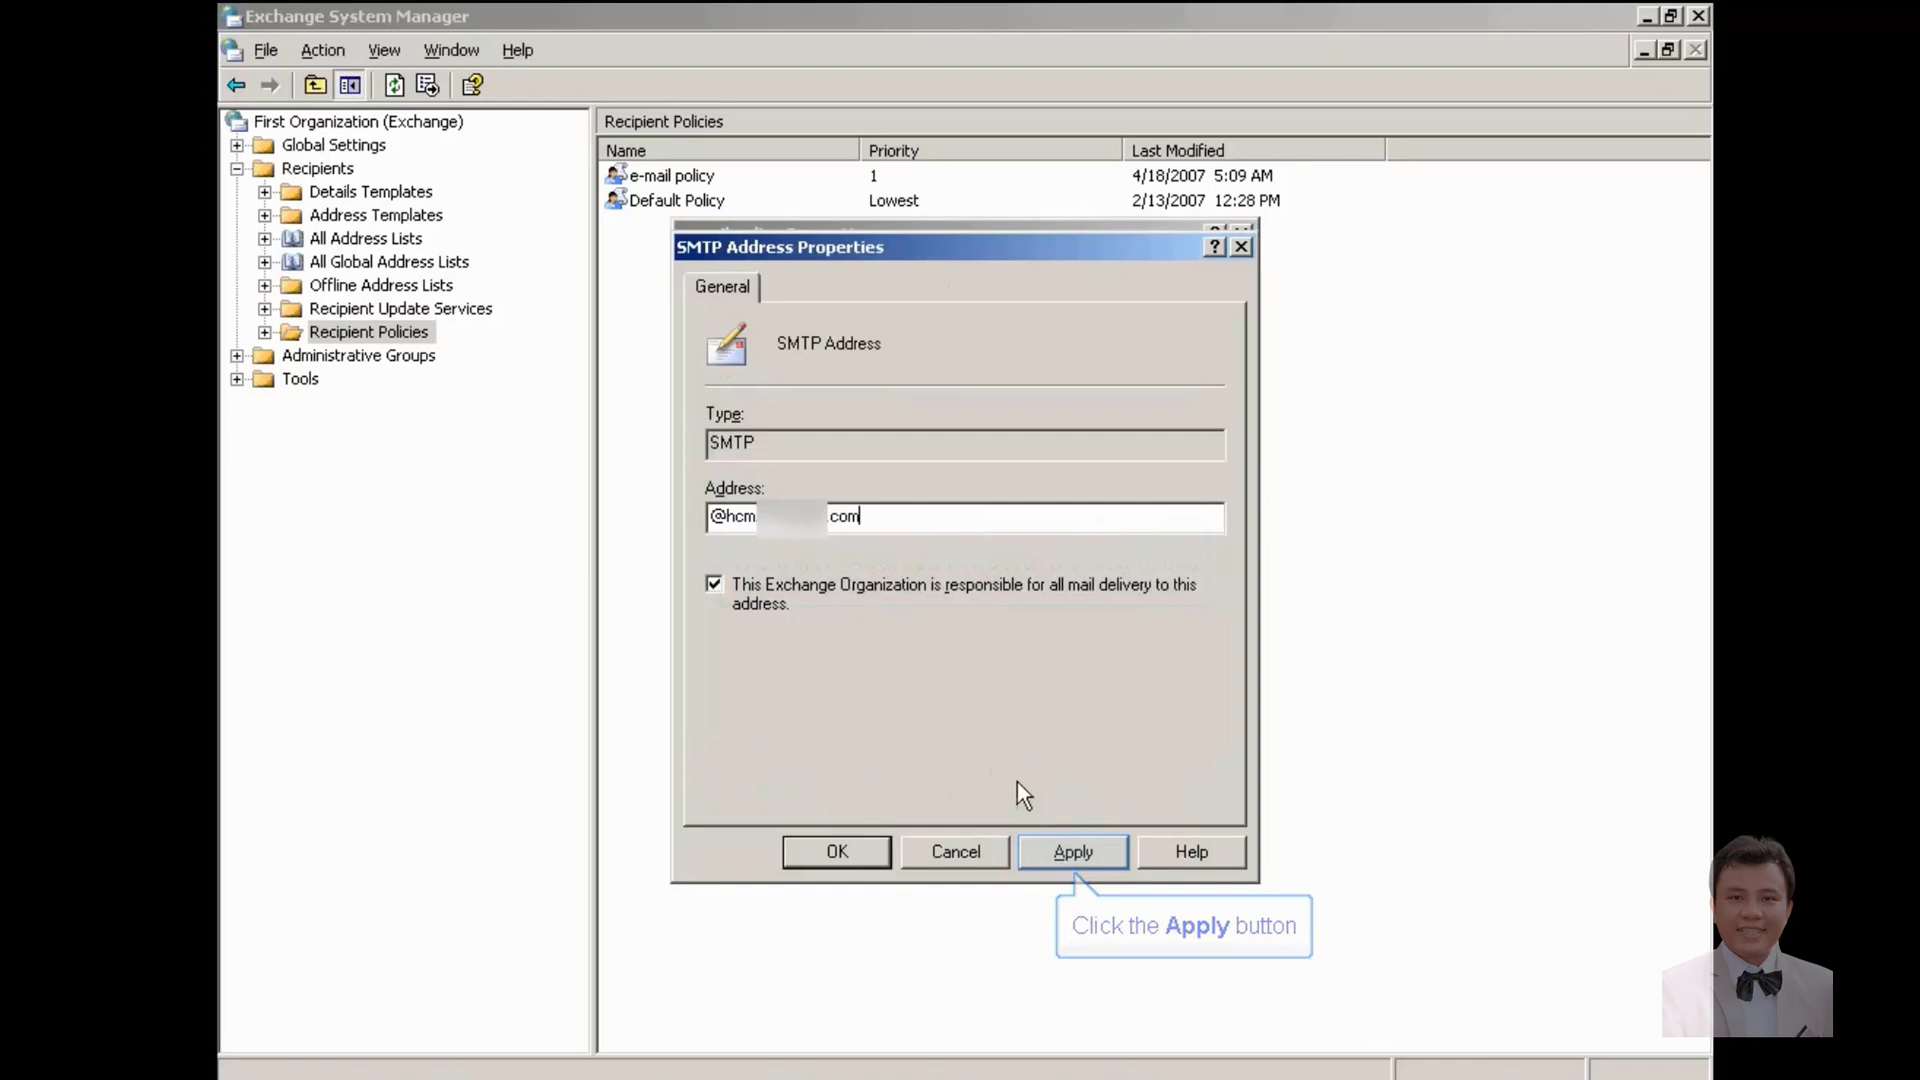 Exchange System Manager
File Action View Window Help
First Organization (Exchange)
Global Settings
Recipients
Details Templates
Address Templates
All Address Lists
All Global Address Lists
Offline Address Lists
Recipient Update Services
Recipient Policies
Administrative Groups
Tools
Recipient Policies
Name Priority Last Modified
e-mail policy 1 4/18/2007 5:09 AM
Default Policy Lowest 2/13/2007 12:28 PM
SMTP Address Properties
General
SMTP Address
Type:
SMTP
Address:
@hcm .com
This Exchange Organization is responsible for all mail delivery to this
address.
OK Cancel Apply Help
Click the Apply button